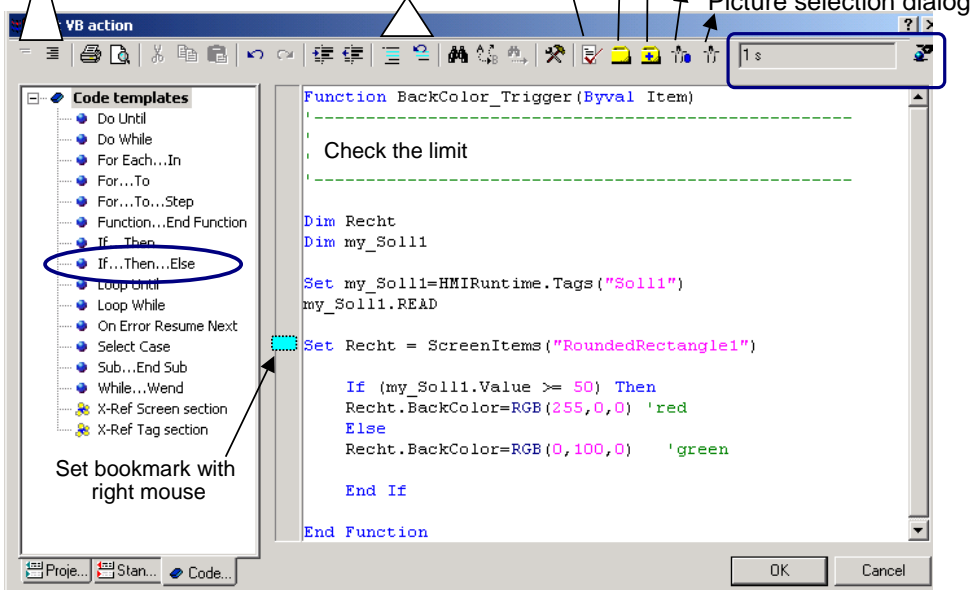 Picture selection dialog
VB action
1 s
Code templates
Do Until
Do While
For Each...In
For...To
For...To...Step
Function...End Function
If...Then
If...Then...Else
Loop Until
Loop While
On Error Resume Next
Select Case
Sub...End Sub
While...Wend
X-Ref Screen section
X-Ref Tag section
Set bookmark with
right mouse
Function BackColor_Trigger(Byval Item)
'----------------------------------------------------
'
' Check the limit
'----------------------------------------------------
Dim Recht
Dim my_Soll1
Set my_Soll1=HMIRuntime.Tags("Soll1")
my_Soll1.READ
Set Recht = ScreenItems("RoundedRectangle1")
If (my_Soll1.Value >= 50) Then
Recht.BackColor=RGB(255,0,0) 'red
Else
Recht.BackColor=RGB(0,100,0) 'green
End If
End Function
Proje... Stan... Code...
OK Cancel